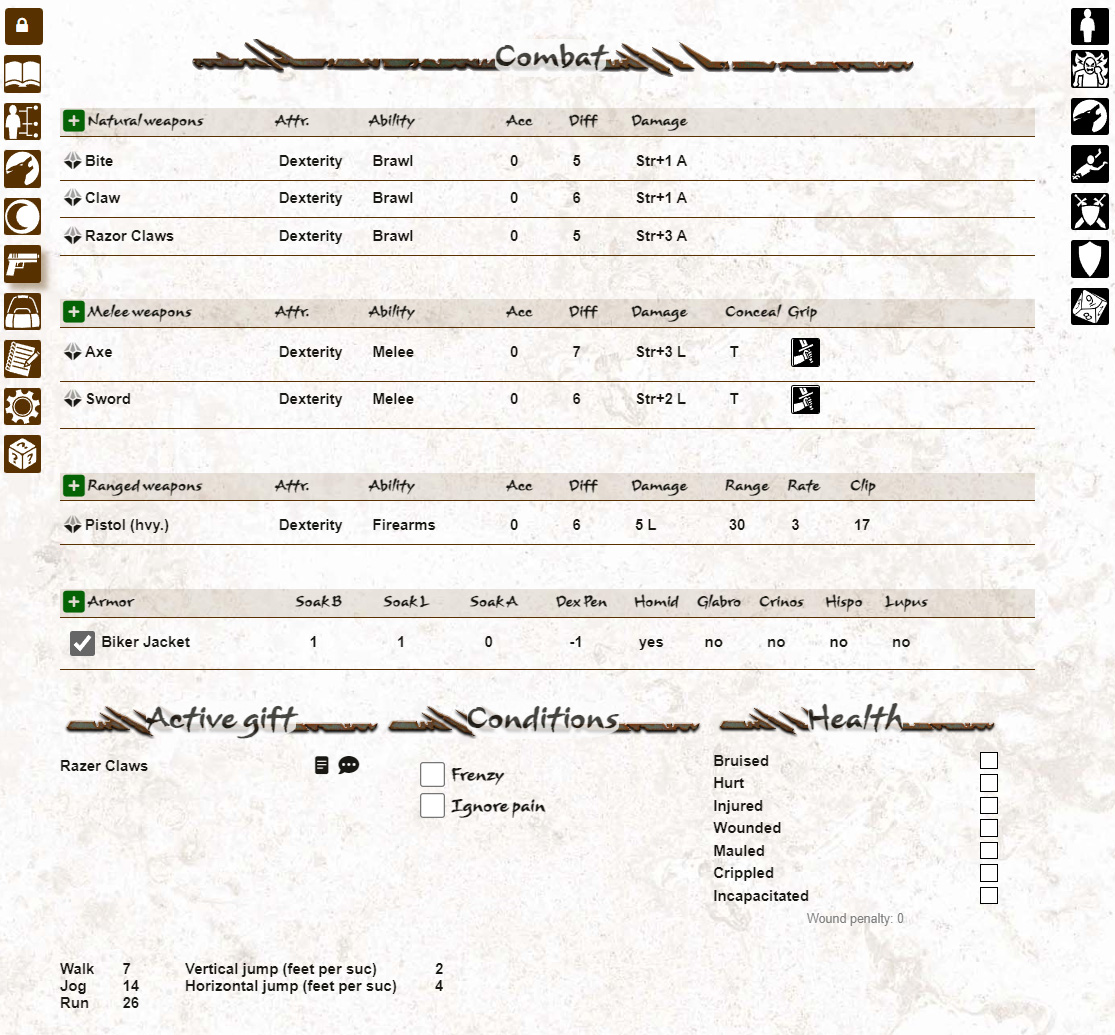 Combat
Natural weapons Attr. Ability Acc Diff Damage
Bite Dexterity Brawl 0 5 Str+1 A
Claw Dexterity Brawl 0 6 Str+1 A
Razor Claws Dexterity Brawl 0 5 Str+3 A
Melee weapons Attr. Ability Acc Diff Damage Conceal Grip
Axe Dexterity Melee 0 7 Str+3 L T
Sword Dexterity Melee 0 6 Str+2 L T
Ranged weapons Attr. Ability Acc Diff Damage Range Rate Clip
Pistol (hvy.) Dexterity Firearms 0 6 5 L 30 3 17
Armor Soak B Soak L Soak A Dex Pen Homid Glabro Crinos Hispo Lupus
Biker Jacket 1 1 0 -1 yes no no no no
Active gift Conditions Health
Razer Claws
Frenzy
Ignore pain
Bruised
Hurt
Injured
Wounded
Mauled
Crippled
Incapacitated
Wound penalty: 0
Walk 7 Vertical jump (feet per suc) 2
Jog 14 Horizontal jump (feet per suc) 4
Run 26